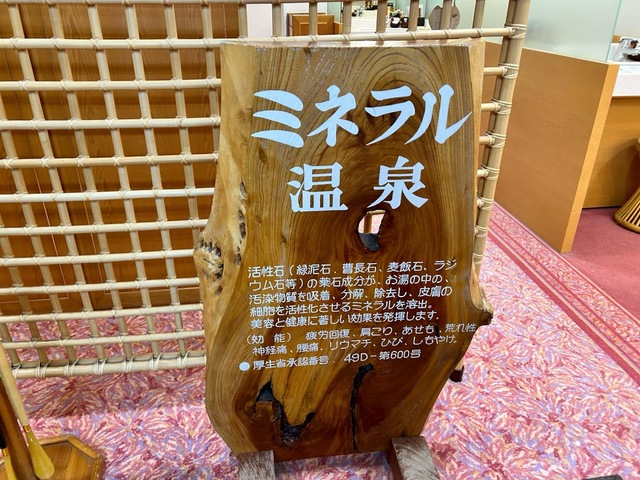 ミネラル
温泉
活性石（緑泥石、曹長石、麦飯石、ラジ
ウム石等）の薬石成分が、お湯の中の、
汚染物質を吸着、分解、除去し、皮膚の
細胞を活性化させるミネラルを溶出。
美容と健康に著しい効果を発揮します。
（効　能）　疲労回復、肩こり、あせも、荒れ性
神経痛、腰痛、リウマチ、ひび、しもやけ。
●厚生省承認番号　49D−第600号